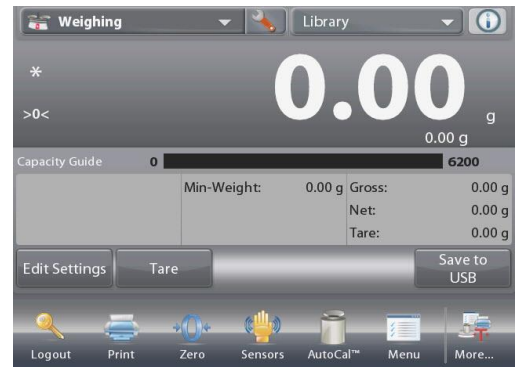 Weighing
Library
*
>0<
0.00 g
0.00 g
Capacity Guide 0 6200
Min-Weight: 0.00 g Gross: 0.00 g
Net: 0.00 g
Tare: 0.00 g
Edit Settings Tare Save to
USB
Logout Print →0← Zero Sensors AutoCal™ Menu More...